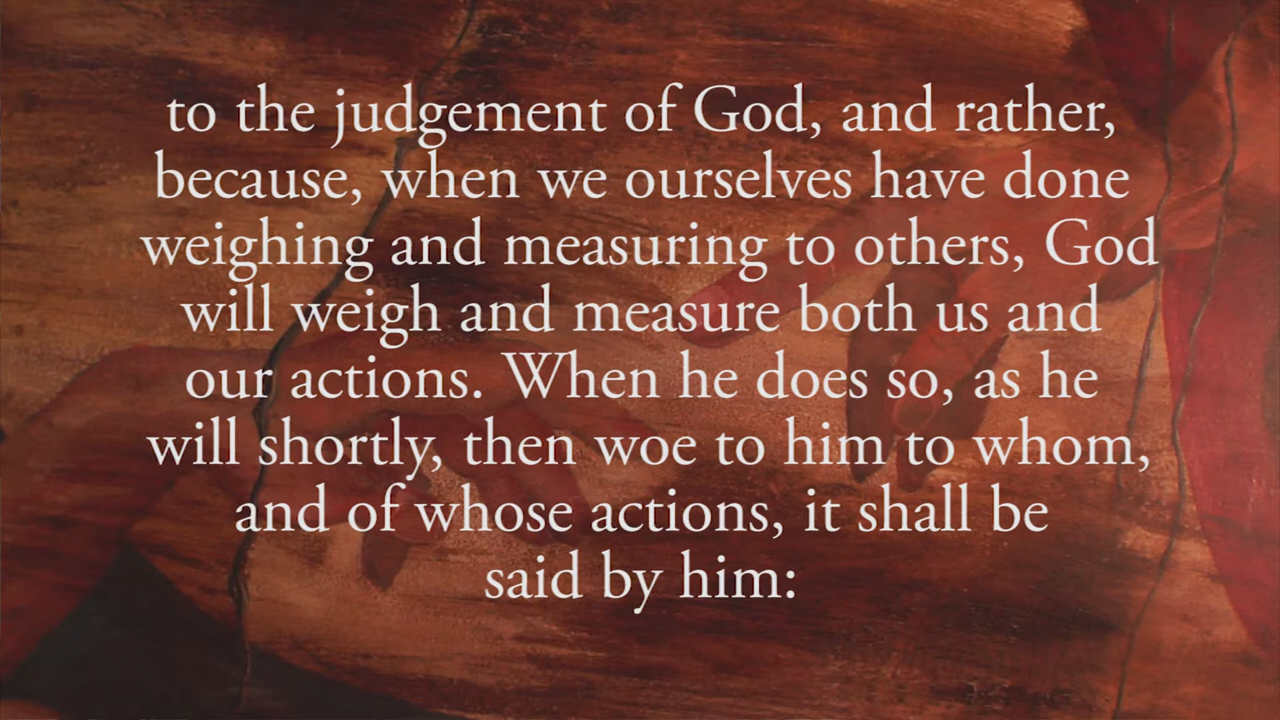 to the judgement of God, and rather,
because, when we ourselves have done
weighing and measuring to others, God
will weigh and measure both us and
our actions. When he does so, as he
will shortly, then woe to him to whom,
and of whose actions, it shall be
said by him: